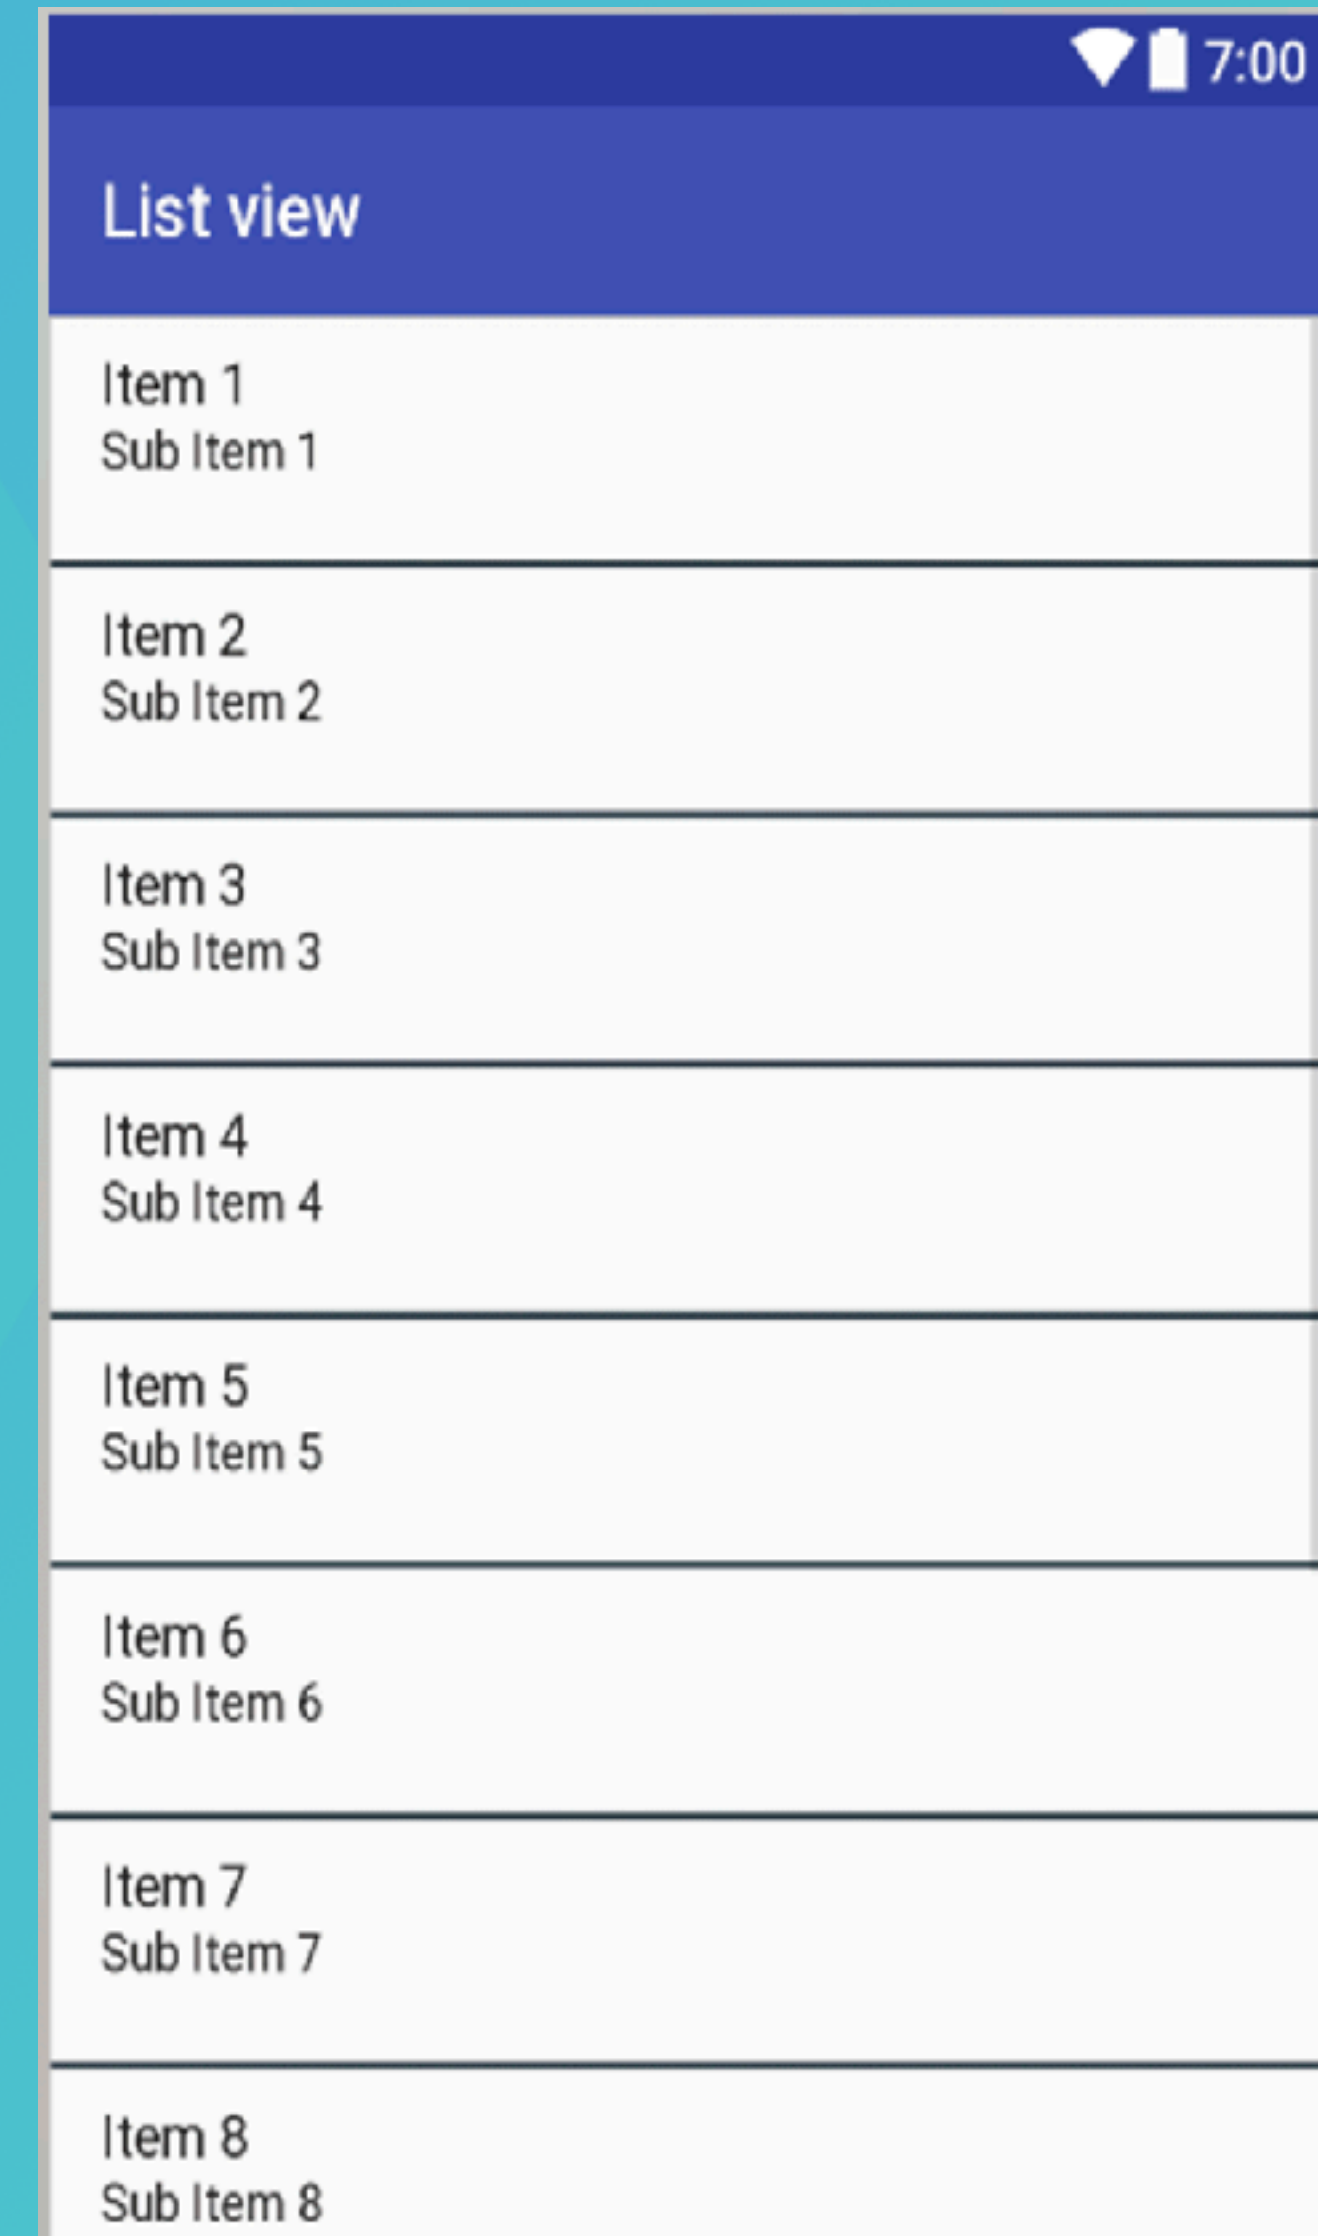 7:00
List view
Item 1
Sub Item 1
Item 2
Sub Item 2
Item 3
Sub Item 3
Item 4
Sub Item 4
Item 5
Sub Item 5
Item 6
Sub Item 6
Item 7
Sub Item 7
Item 8
Sub Item 8